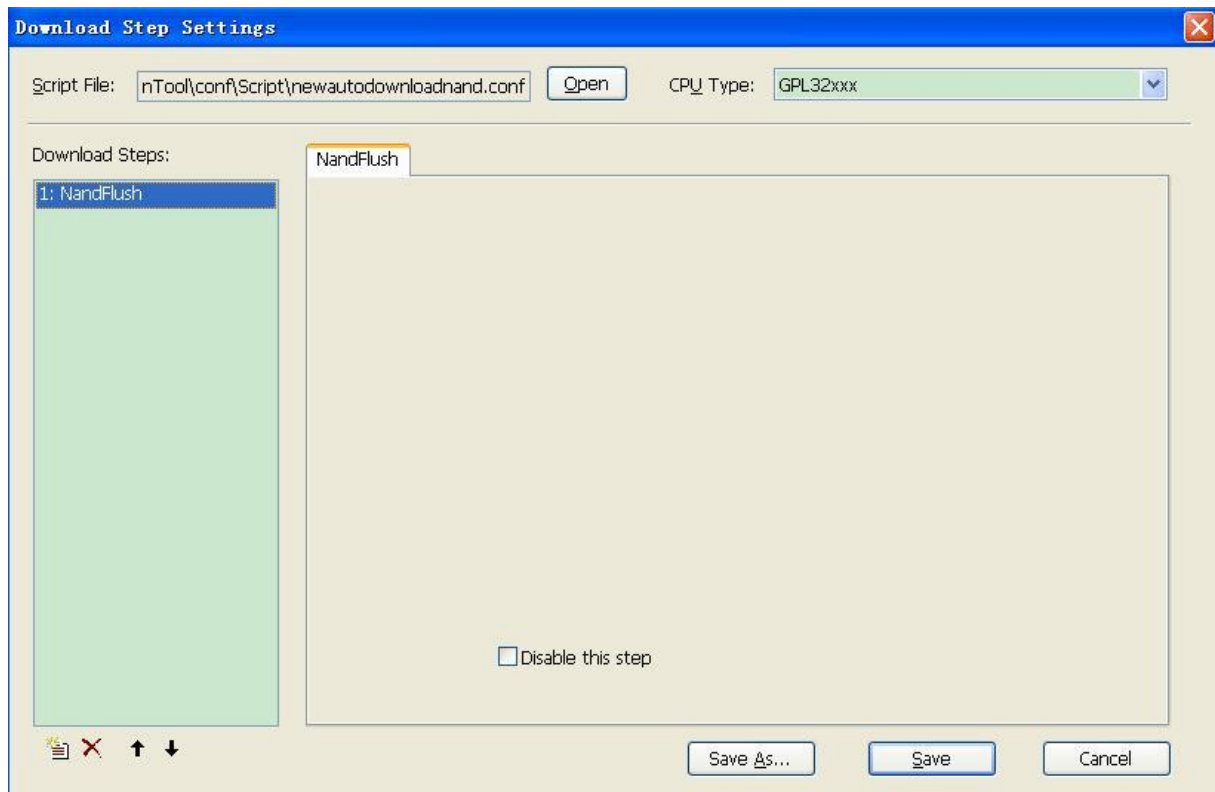 Download Step Settings
Script File: nTool\conf\Script\newautodownloadnand.conf Open CPU Type: GPL32xxx
Download Steps:
NandFlush
1: NandFlush
Disable this step
Save As... Save Cancel